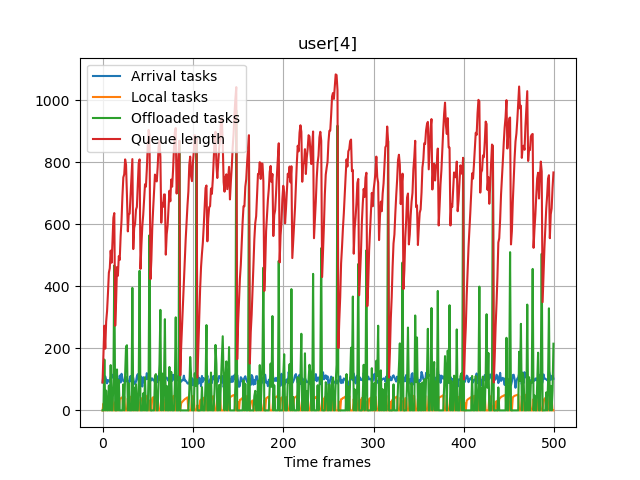 user[4]
Arrival tasks
Local tasks
Offloaded tasks
Queue length
1000
800
600
400
200
0
0 100 200 300 400 500
Time frames